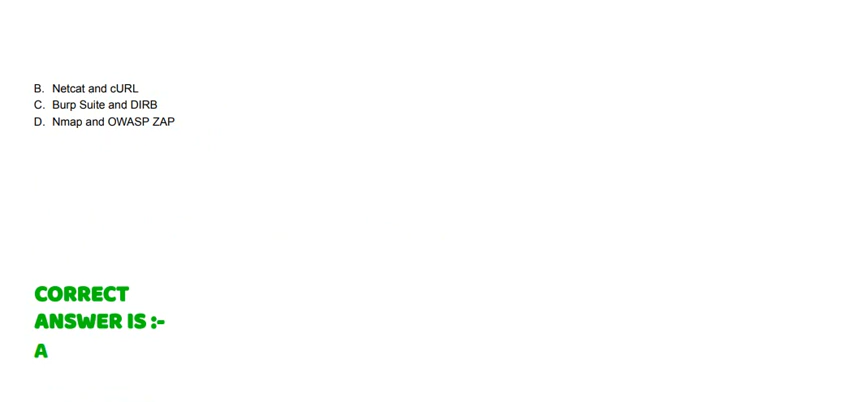 B. Netcat and cURL
C. Burp Suite and DIRB
D. Nmap and OWASP ZAP
CORRECT
ANSWER IS :-
A